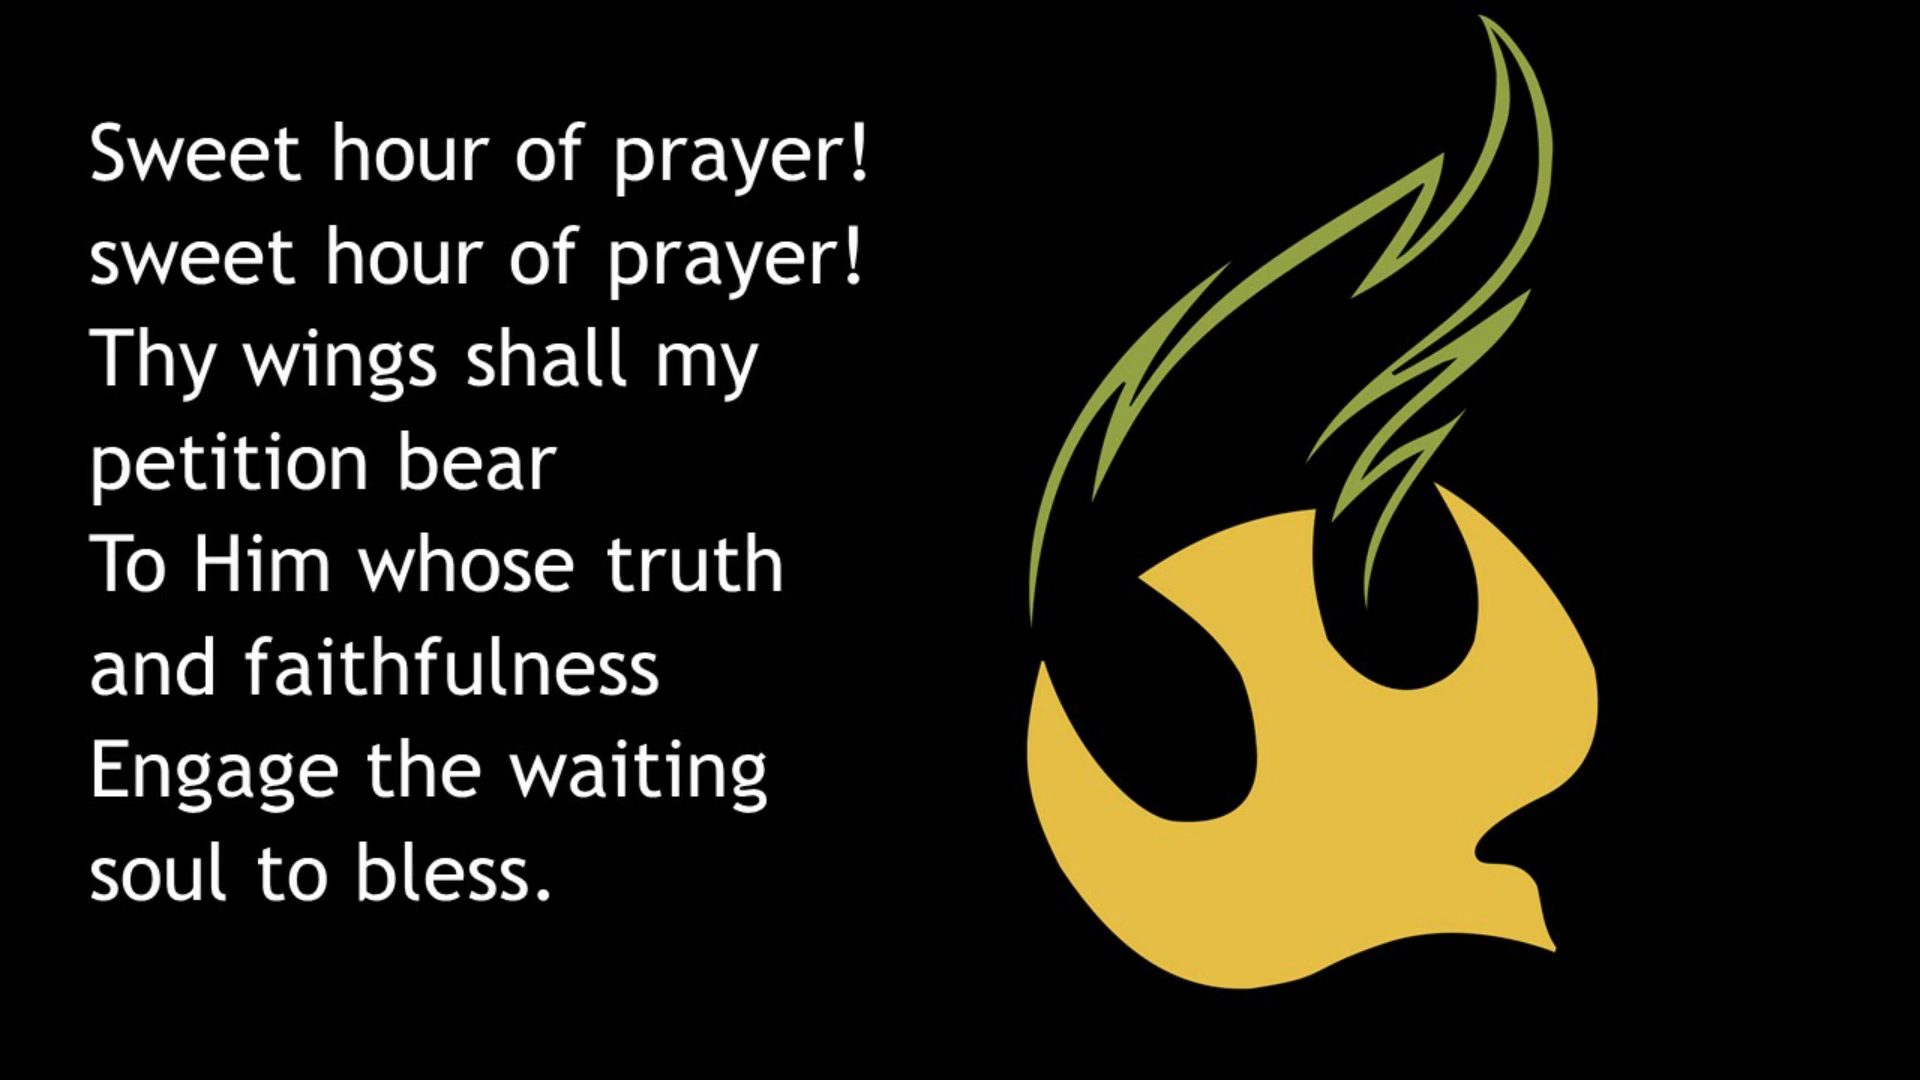 Sweet hour of prayer!
sweet hour of prayer!
Thy wings shall my
petition bear
To Him whose truth
and faithfulness
Engage the waiting
soul to bless.